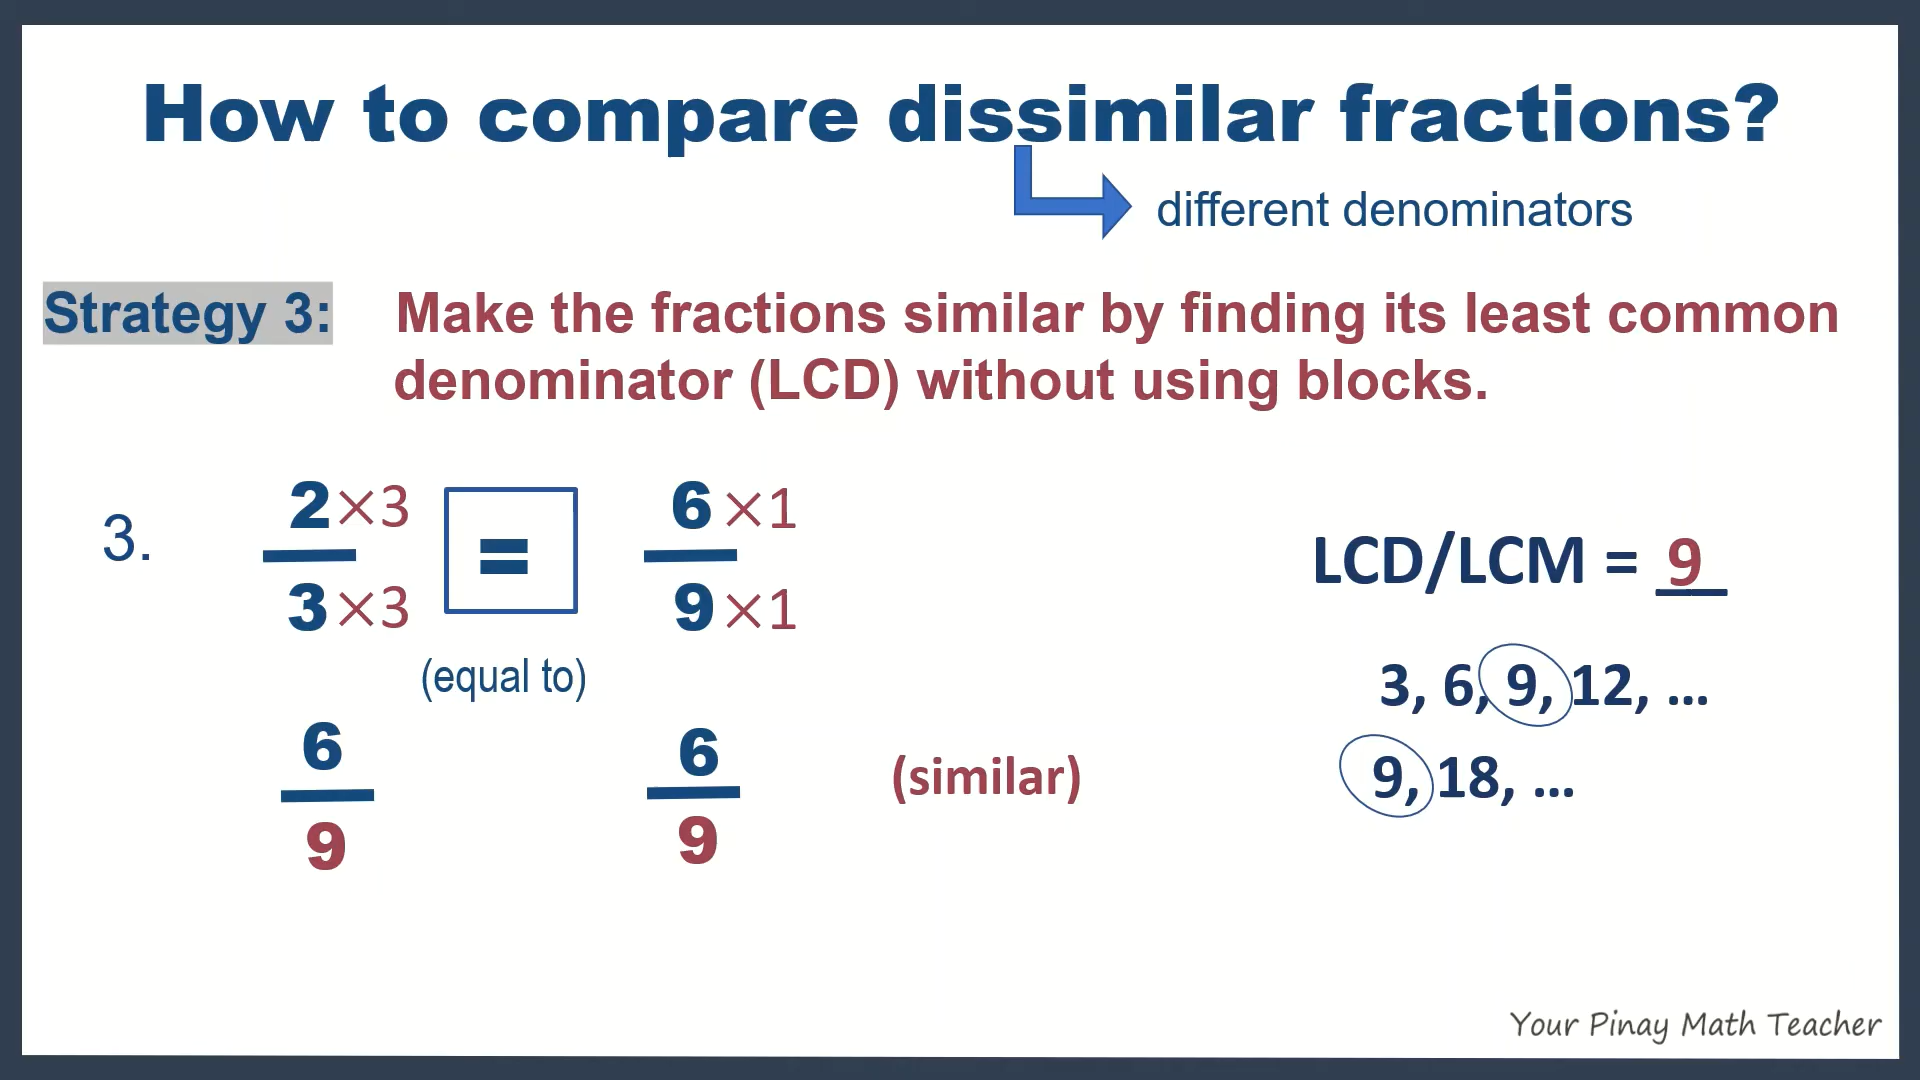 How to compare dissimilar fractions?
different denominators
Strategy 3: Make the fractions similar by finding its least common
denominator (LCD) without using blocks.
3. 2×3 = 6×1
3×3 9×1
LCD/LCM = 9
(equal to)
3, 6, 9, 12, ...
6 6
9 9
(similar)
9, 18, ...
Your Pinay Math Teacher